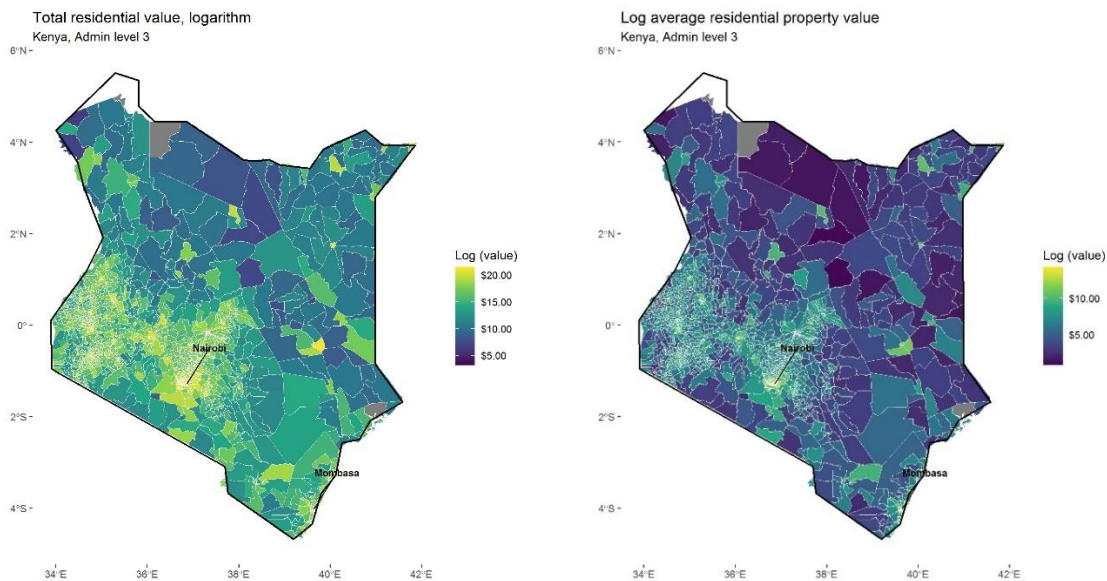 Total residential value, logarithm
Kenya, Admin level 3
6°N
4°N
2°N
0°
2°S
4°S
34°E
36°E
38°E
40°E
42°E
Nairobi
Mombasa
Log (value)
$20.00
$15.00
$10.00
$5.00
Log average residential property value
Kenya, Admin level 3
6°N
4°N
2°N
0°
2°S
4°S
34°E
36°E
38°E
40°E
42°E
Nairobi
Mombasa
Log (value)
$10.00
$5.00